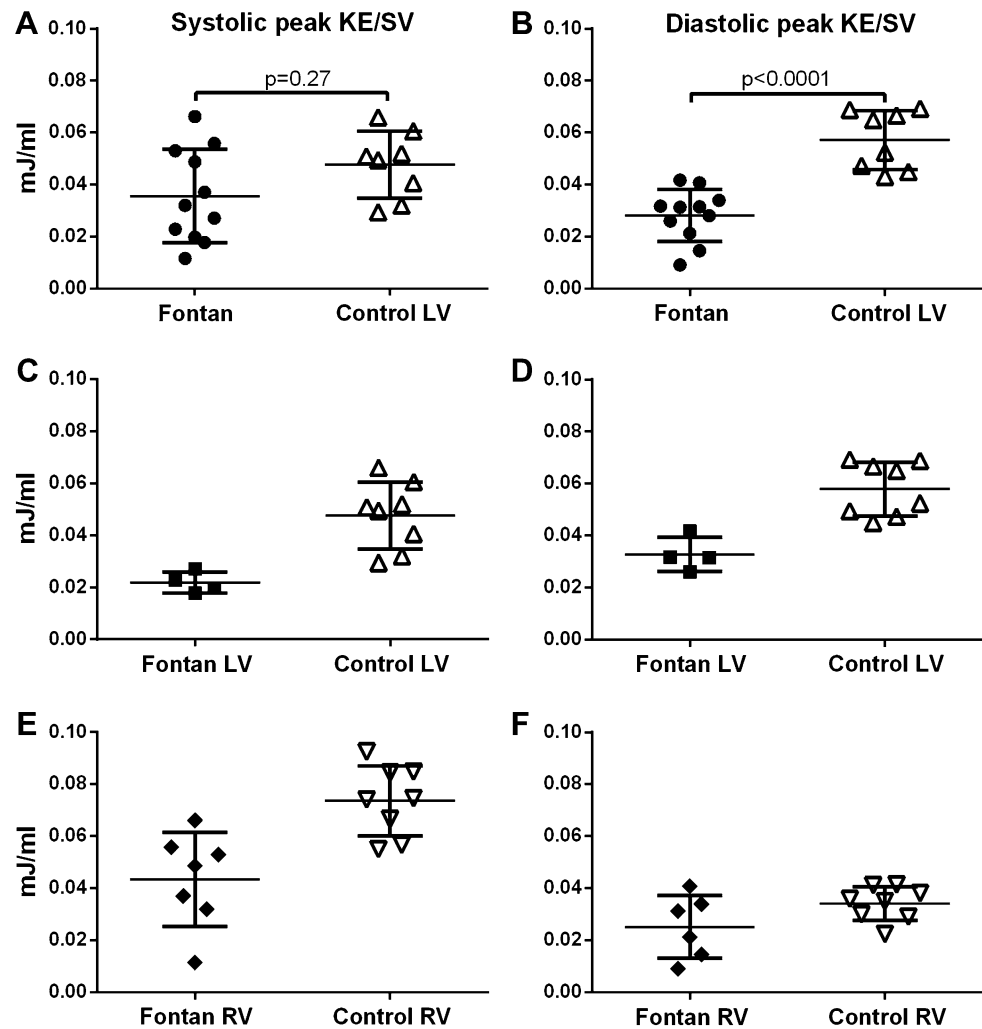 A Systolic peak KE/SV
B Diastolic peak KE/SV
0.10
0.08
0.06
0.04
0.02
0.00
mJ/ml
p=0.27
Fontan Control LV
0.10
0.08
0.06
0.04
0.02
0.00
p<0.0001
Fontan Control LV
C
0.10
0.08
0.06
0.04
0.02
0.00
mJ/ml
Fontan LV Control LV
D
0.10
0.08
0.06
0.04
0.02
0.00
Fontan LV Control LV
E
0.10
0.08
0.06
0.04
0.02
0.00
mJ/ml
Fontan RV Control RV
F
0.10
0.08
0.06
0.04
0.02
0.00
Fontan RV Control RV